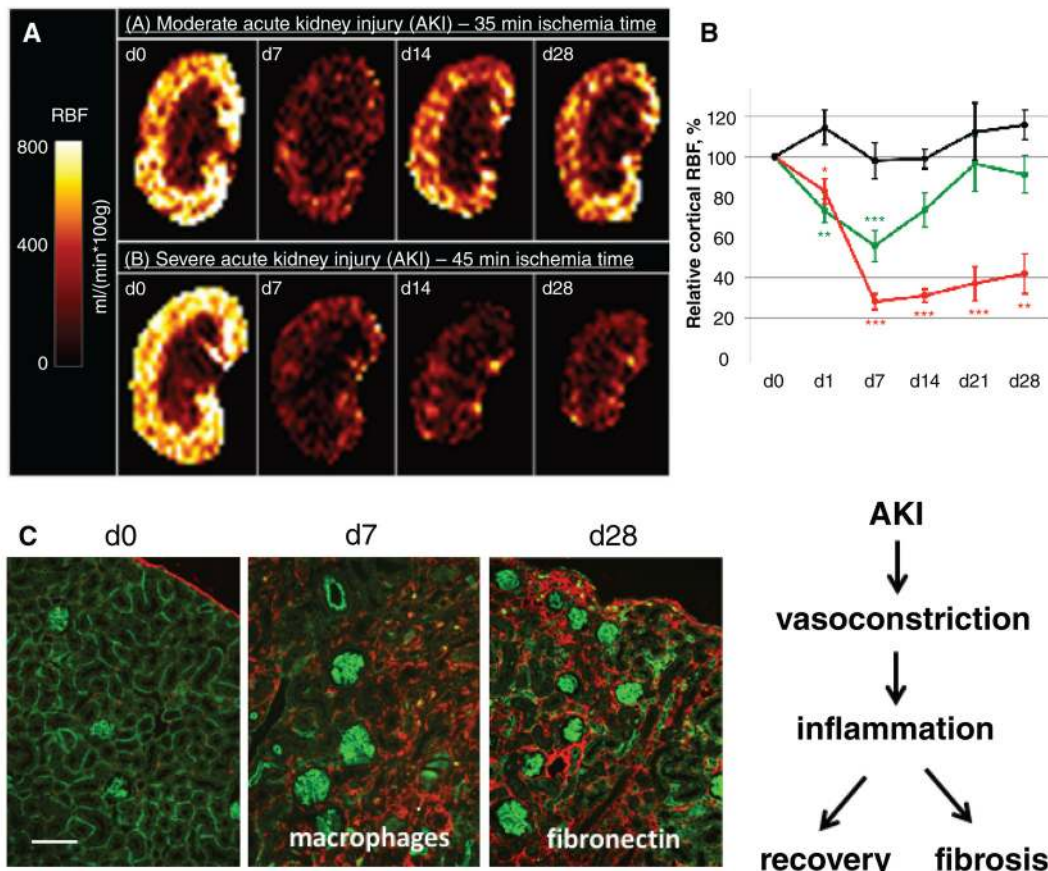 A
(A) Moderate acute kidney injury (AKI) – 35 min ischemia time
d0
d7
d14
d28
RBF
800
400
0
ml/(min*100g)
(B) Severe acute kidney injury (AKI) – 45 min ischemia time
d0
d7
d14
d28
B
Relative cortical RBF, %
120
100
80
60
40
20
0
*
**
***
***
***
***
**
d0
d1
d7
d14
d21
d28
C
d0
d7
d28
macrophages
fibronectin
AKI
vasoconstriction
inflammation
recovery
fibrosis